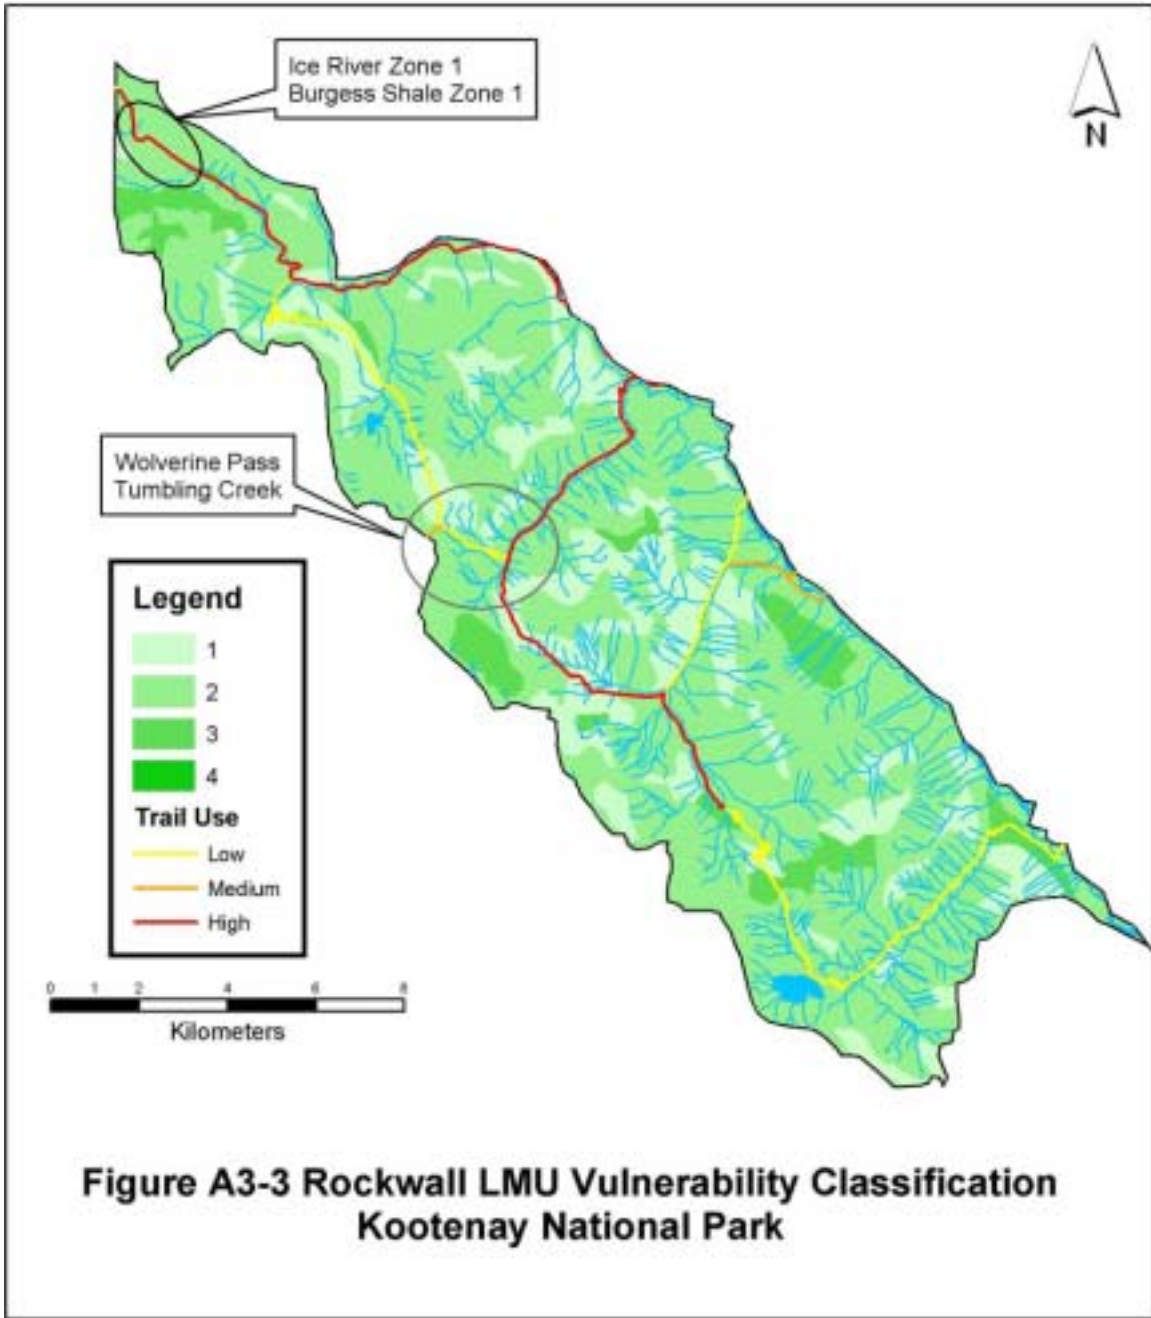 Ice River Zone 1
Burgess Shale Zone 1
N
Wolverine Pass
Tumbling Creek
Legend
1
2
3
4
Trail Use
Low
Medium
High
0 1 2 4 6 8
Kilometers
Figure A3-3 Rockwall LMU Vulnerability Classification
Kootenay National Park